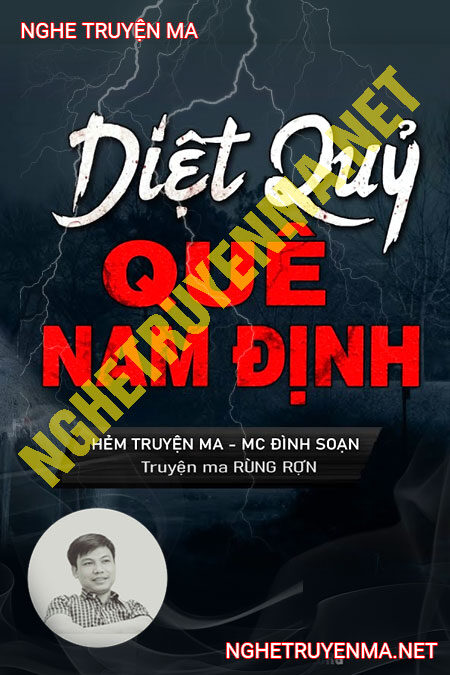 NGHE TRUYỆN MA
Diệt Quỷ
QUÊ
NAM ĐỊNH
NGHETRUYENMA.NET
HẺM TRUYỆN MA - MC ĐÌNH SOẠN
Truyện ma RÙNG RỢN
NGHETRUYENMA.NET